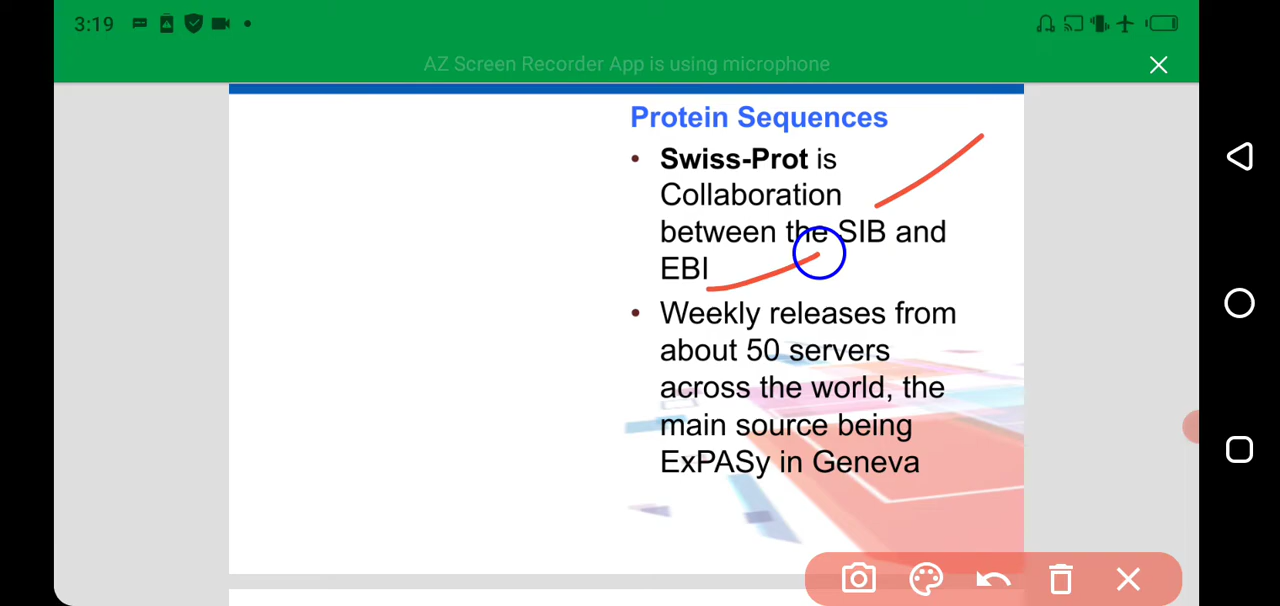 3:19
AZ Screen Recorder App is using microphone
Protein Sequences
• Swiss-Prot is
Collaboration
between the SIB and
EBI
• Weekly releases from
about 50 servers
across the world, the
main source being
ExPASy in Geneva